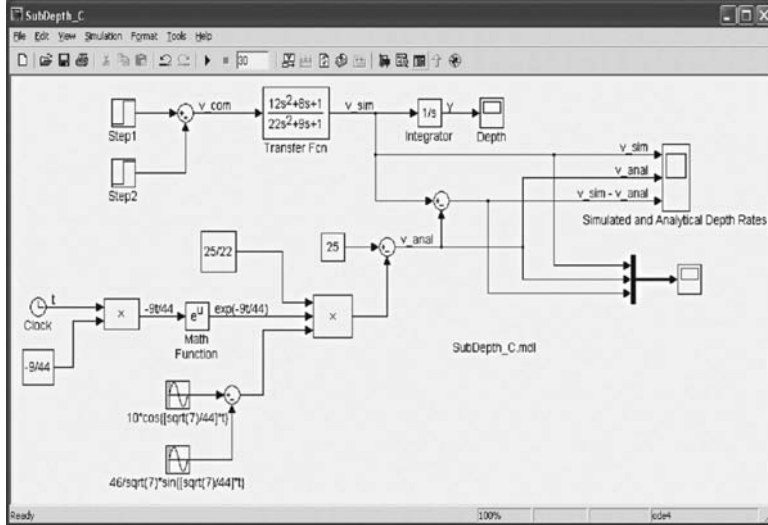 SubDepth_C
File Edit View Simulation Format Tools Help
30
Step1
v_com
12s²+8s+1
22s²+9s+1
Transfer Fcn
v_sim
1/s
Integrator
y
Depth
Step2
v_sim
v_anal
v_sim - v_anal
Simulated and Analytical Depth Rates
25/22
25
v_anal
t
Clock
×
-9t/44
eᵘ
Math
Function
exp(-9t/44)
×
-9/44
SubDepth_C.mdl
10*cos([sqrt(7)/44]*t)
46/sqrt(7)*sin([sqrt(7)/44]*t)
Ready
100%
ode4